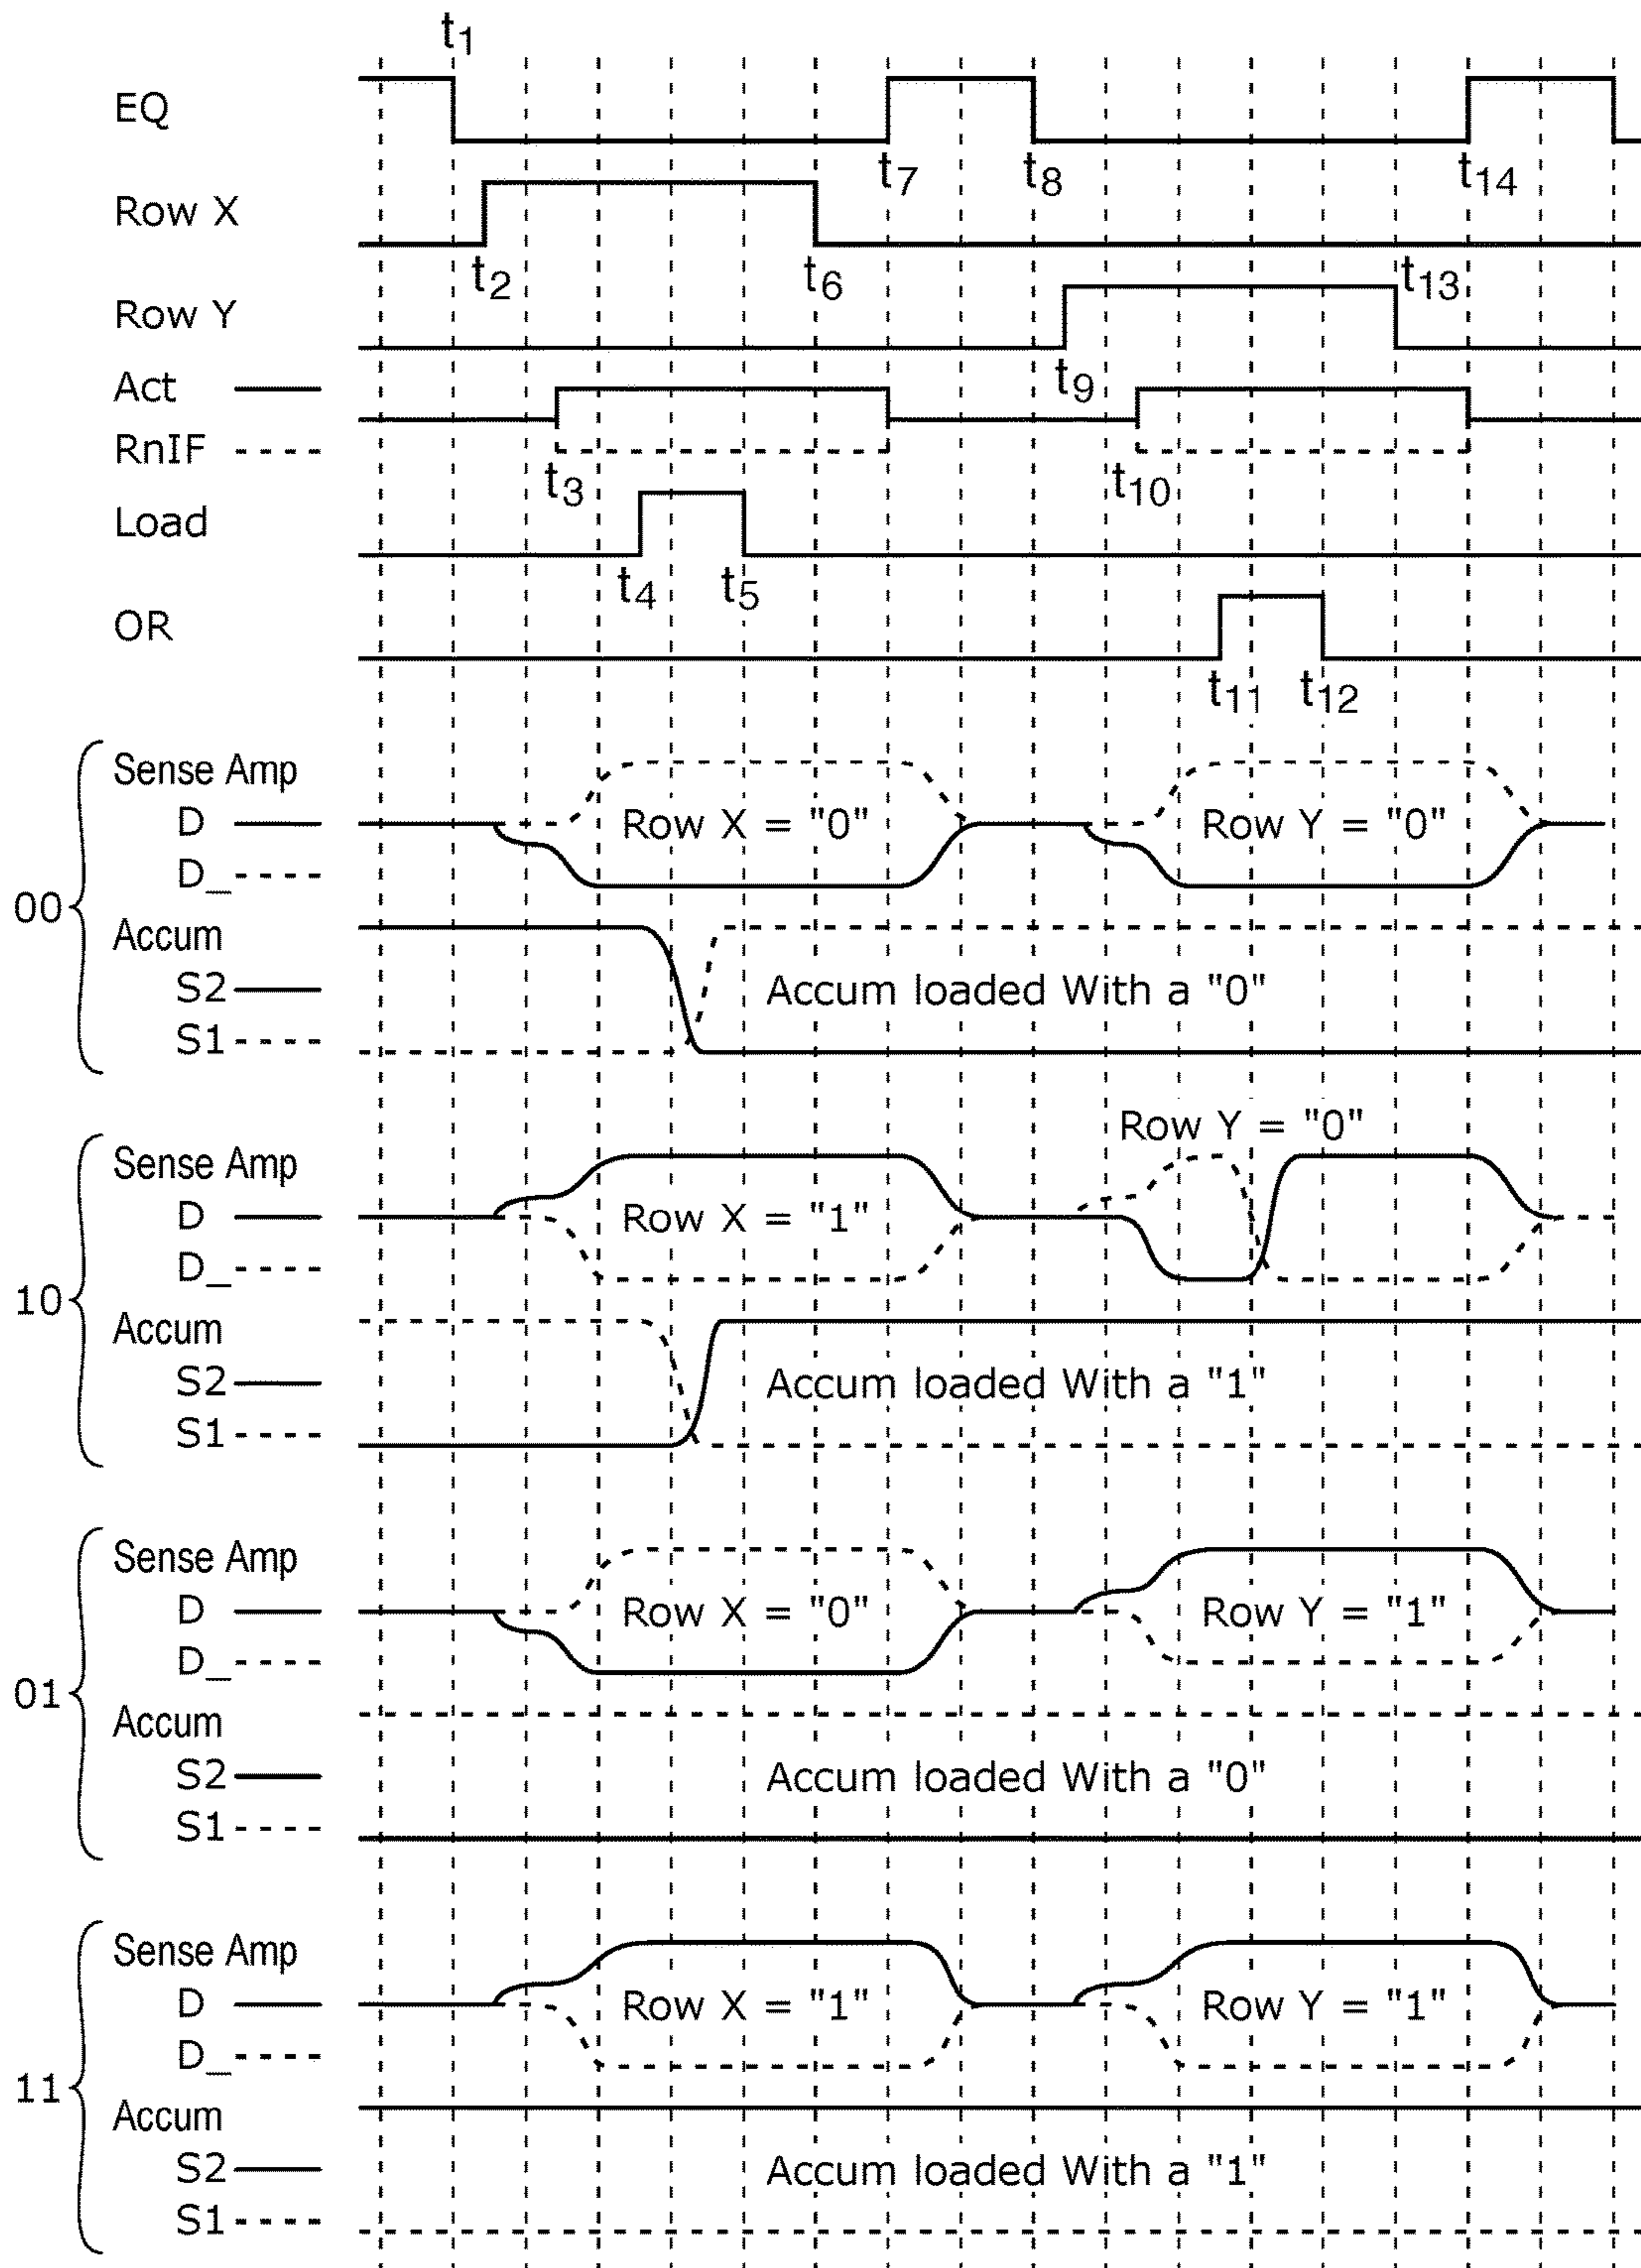 t1
EQ
t7 t8 t14
Row X
t2 t6 t13
Row Y
t9
Act
RnIF
t3 t10
Load
t4 t5
OR
t11 t12
00
Sense Amp
D
D_
Row X = "0" Row Y = "0"
Accum
S2
S1
Accum loaded With a "0"
10
Row Y = "0"
Sense Amp
D
D_
Row X = "1"
Accum
S2
S1
Accum loaded With a "1"
01
Sense Amp
D
D_
Row X = "0" Row Y = "1"
Accum
S2
S1
Accum loaded With a "0"
11
Sense Amp
D
D_
Row X = "1" Row Y = "1"
Accum
S2
S1
Accum loaded With a "1"